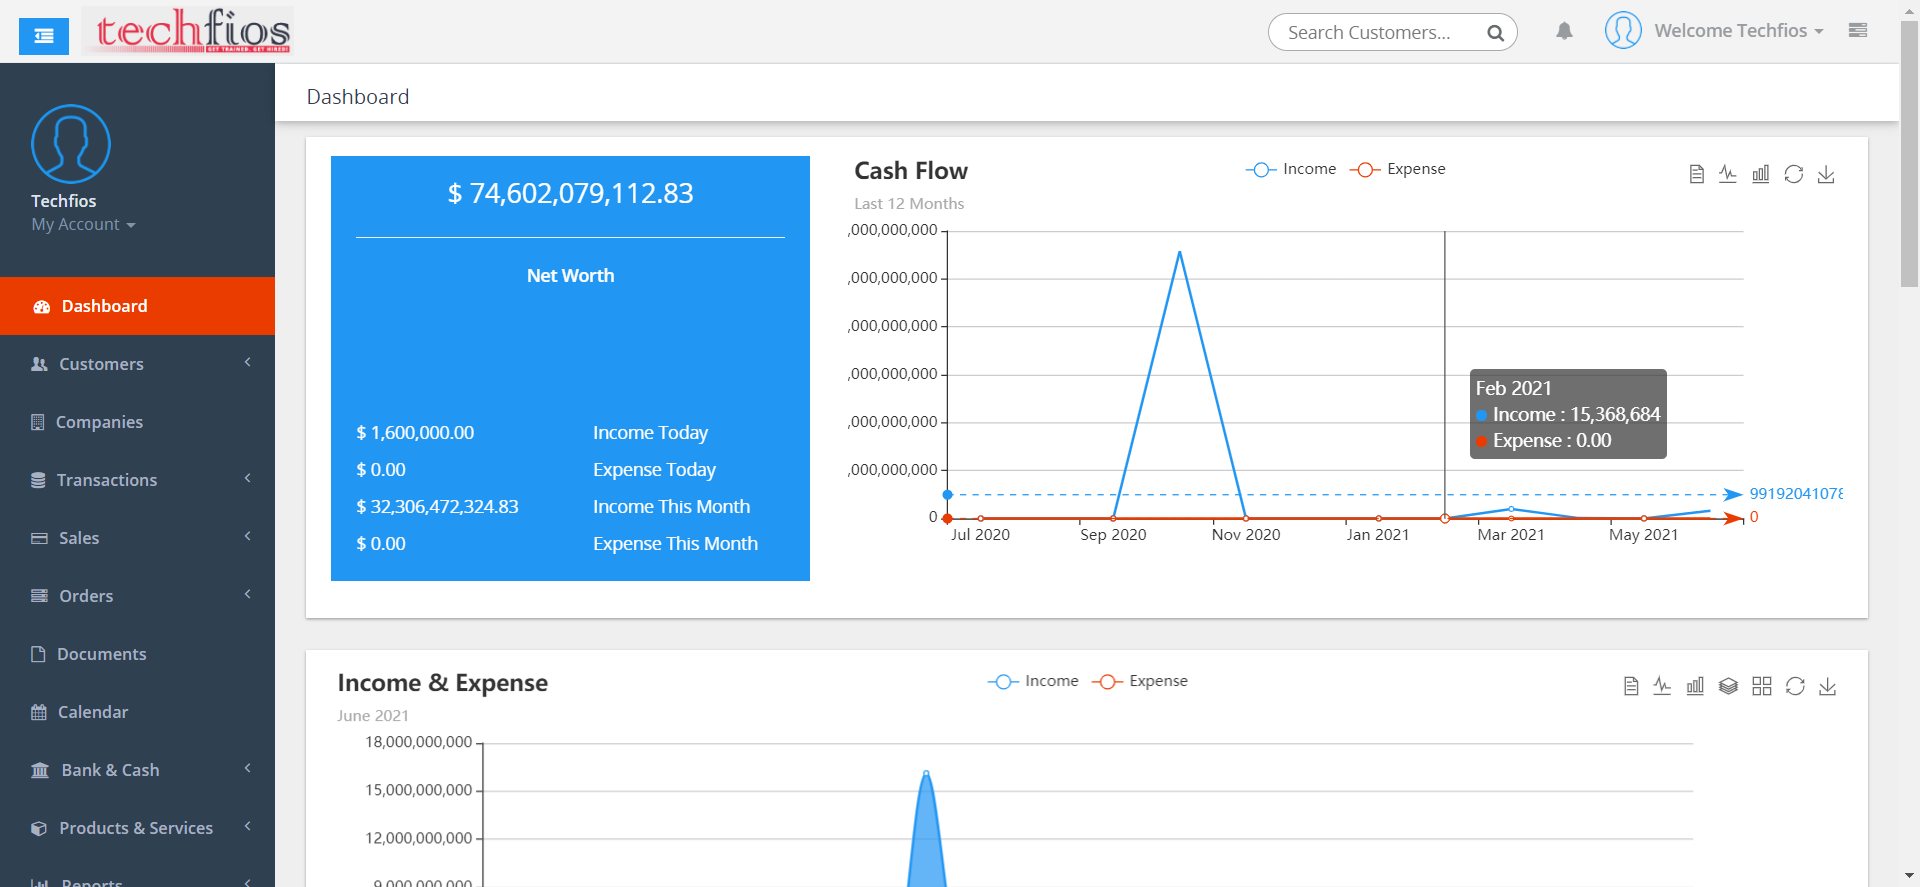 techfios
GET TRAINED. GET HIRED!
Search Customers...
Welcome Techfios
Techfios
My Account
Dashboard
Customers
Companies
Transactions
Sales
Orders
Documents
Calendar
Bank & Cash
Products & Services
Reports
Dashboard
$ 74,602,079,112.83
Net Worth
$ 1,600,000.00 Income Today
$ 0.00 Expense Today
$ 32,306,472,324.83 Income This Month
$ 0.00 Expense This Month
Cash Flow
Last 12 Months
Income Expense
,000,000,000
,000,000,000
,000,000,000
,000,000,000
,000,000,000
,000,000,000
0
Feb 2021
Income : 15,368,684
Expense : 0.00
99192041078
0
Jul 2020 Sep 2020 Nov 2020 Jan 2021 Mar 2021 May 2021
Income & Expense
June 2021
Income Expense
18,000,000,000
15,000,000,000
12,000,000,000
9,000,000,000